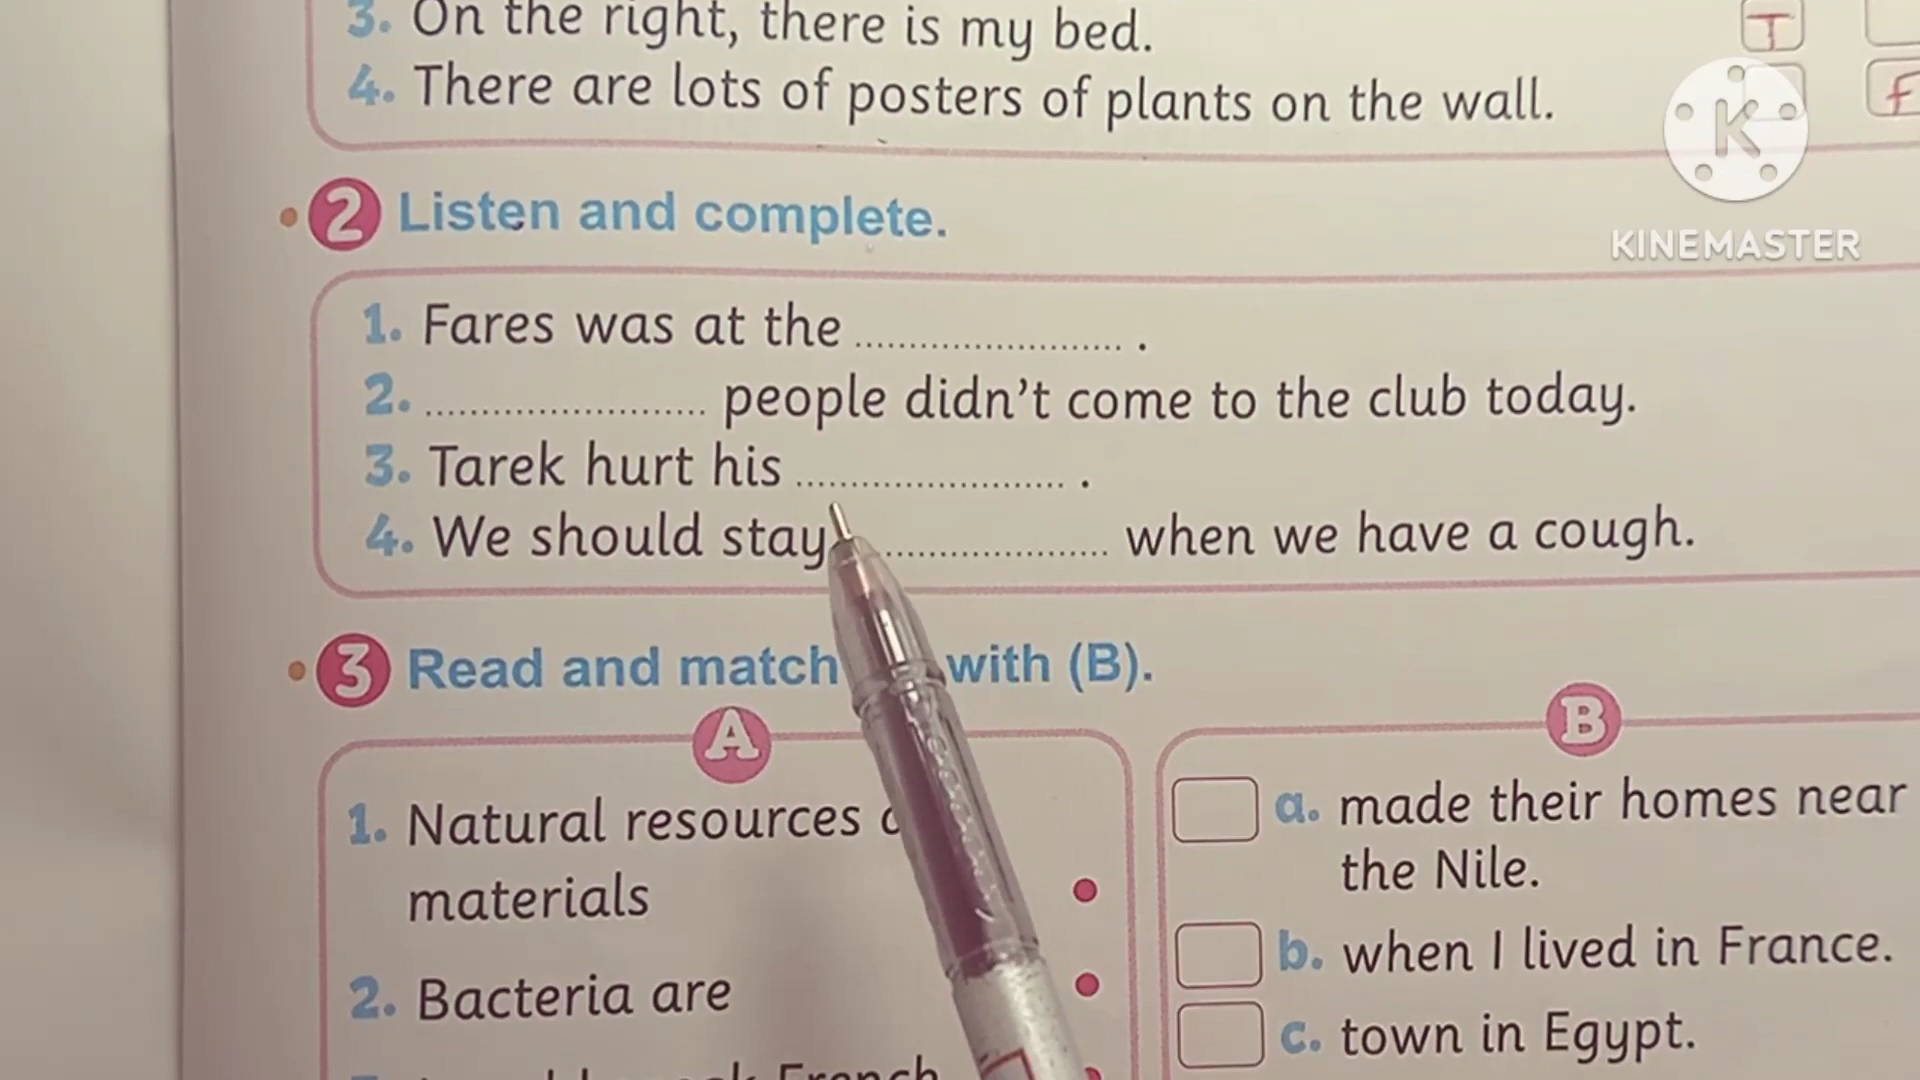 3. On the right, there is my bed. T
4. There are lots of posters of plants on the wall. F
K
KINEMASTER
2 Listen and complete.
1. Fares was at the ........................ .
2. ........................ people didn't come to the club today.
3. Tarek hurt his ........................ .
4. We should stay ........................ when we have a cough.
3 Read and match with (B).
A
1. Natural resources
materials
2. Bacteria are
French
B
a. made their homes near
the Nile.
b. when I lived in France.
c. town in Egypt.